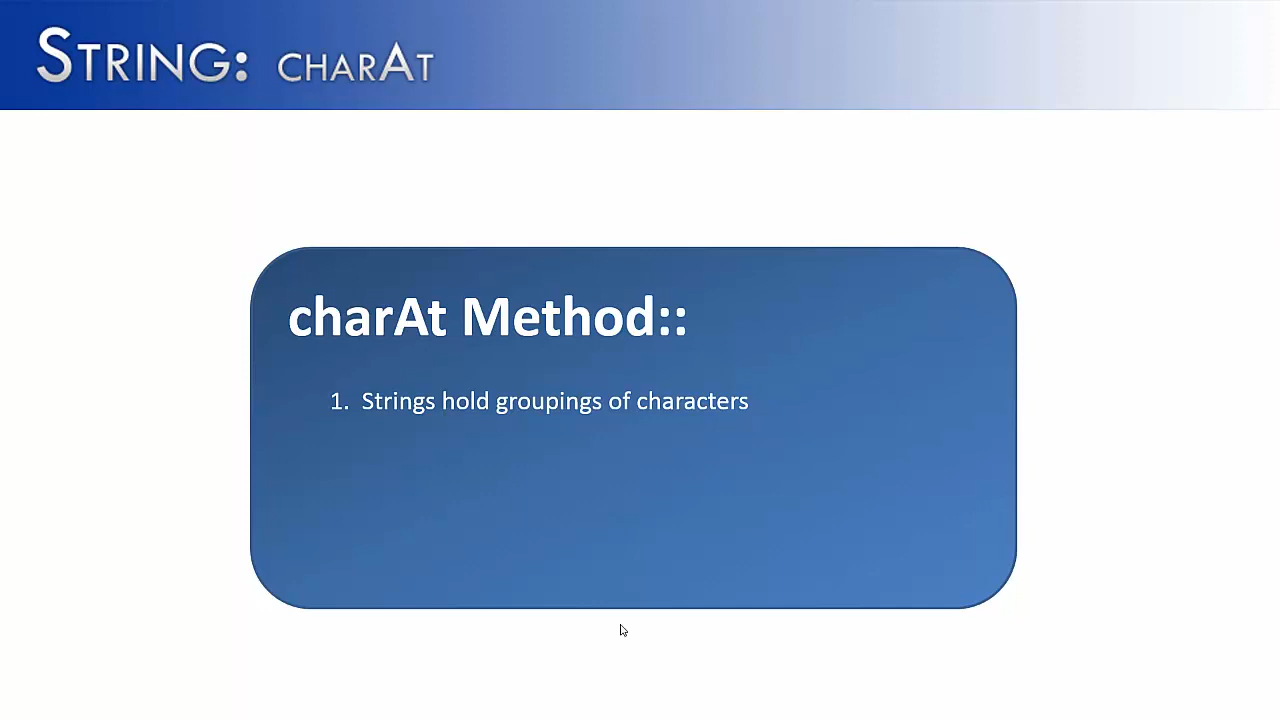 String: charAt
charAt Method::
1. Strings hold groupings of characters